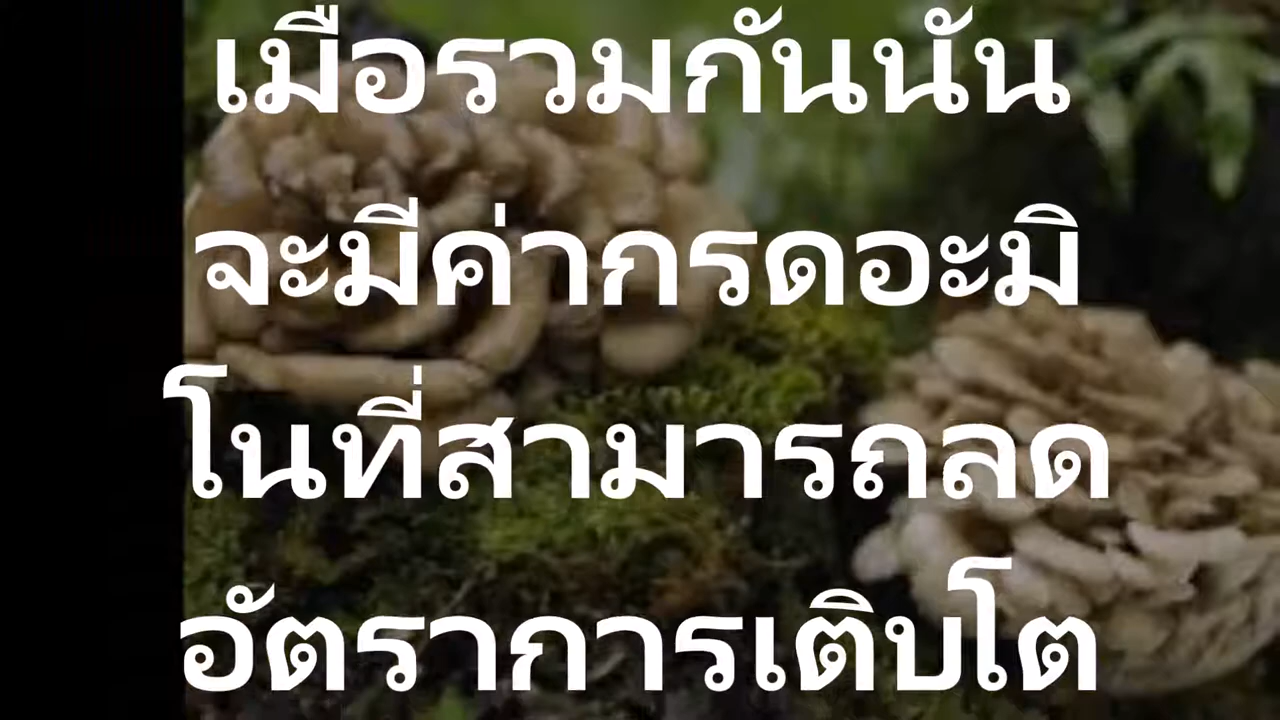 เมือรวมกันนัน
จะมีค่ากรดอะมิ
โนที่สามารถลด
อัตราการเติบโต